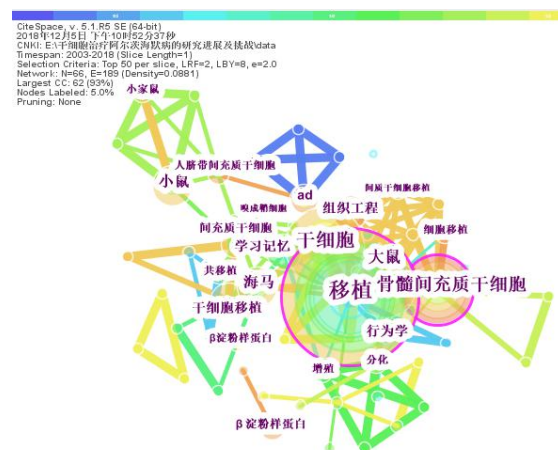 CiteSpace, v. 5.1.R5 SE (64-bit)
2018年12月5日 下午10时52分37秒
CNKI: E:\干细胞治疗阿尔茨海默病的研究进展及挑战\data
Timespan: 2003-2018 (Slice Length=1)
Selection Criteria: Top 50 per slice, LRF=2, LBY=8, e=2.0
Network: N=66, E=189 (Density=0.0881)
Largest CC: 62 (93%)
Nodes Labeled: 5.0%
Pruning: None
小家鼠
人脐带间充质干细胞
小鼠
ad
间质干细胞移植
嗅成鞘细胞
组织工程
间充质干细胞
细胞移植
学习记忆
干细胞
大鼠
共移植
海马
移植
骨髓间充质干细胞
干细胞移植
行为学
β淀粉样蛋白
增殖
分化
β淀粉样蛋白